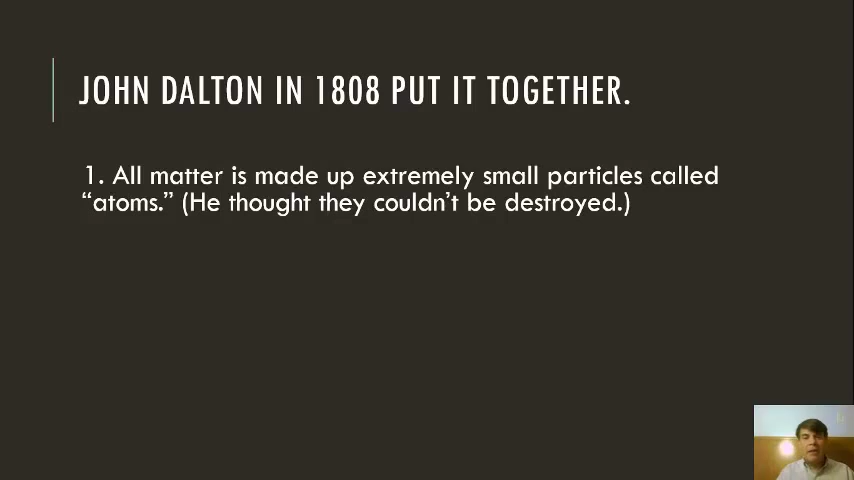 JOHN DALTON IN 1808 PUT IT TOGETHER.
1. All matter is made up extremely small particles called
“atoms.” (He thought they couldn’t be destroyed.)